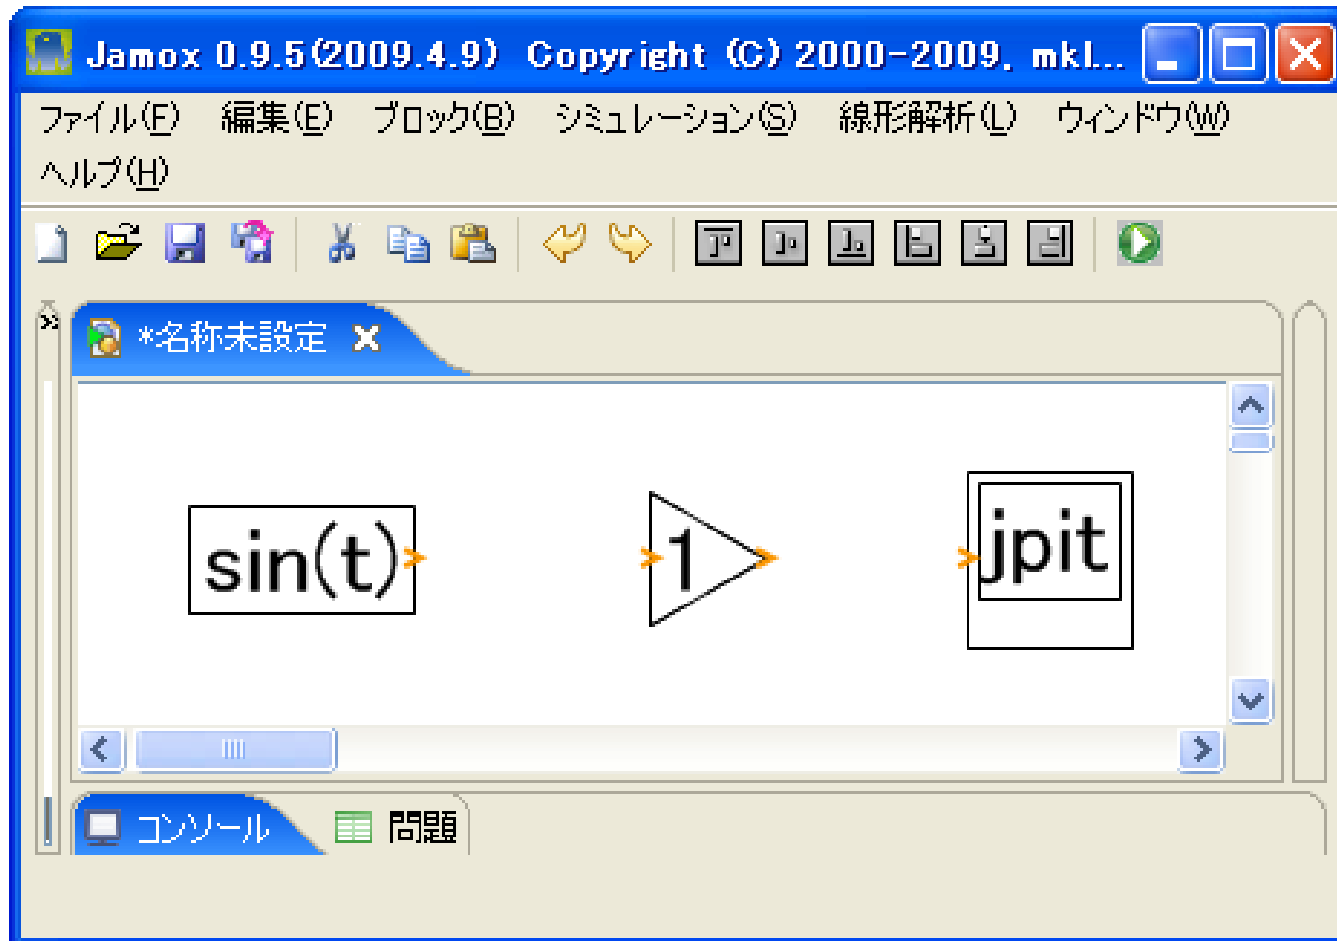 Jamox 0.9.5(2009.4.9) Copyright (C) 2000-2009, mkl...
ファイル(F) 編集(E) ブロック(B) シミュレーション(S) 線形解析(L) ウィンドウ(W)
ヘルプ(H)
*名称未設定
sin(t)
1
jpit
コンソール 問題